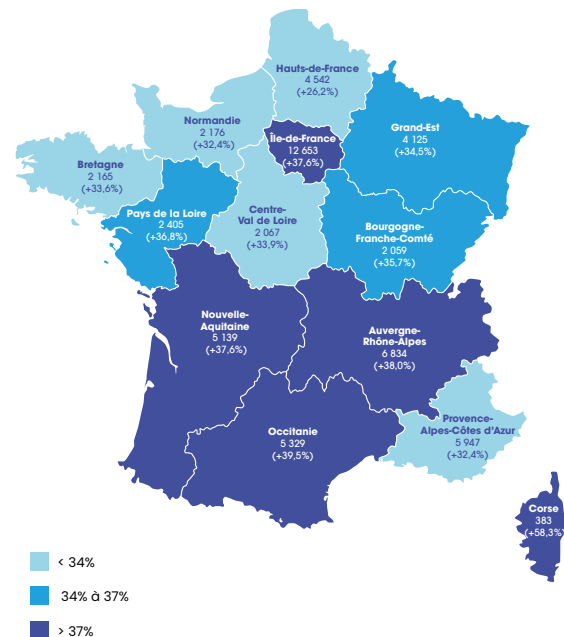 Hauts-de-France
4 542
(+26,2%)
Normandie
2 176
(+32,4%)
Île-de-France
12 653
(+37,6%)
Grand-Est
4 125
(+34,5%)
Bretagne
2 165
(+33,6%)
Pays de la Loire
2 405
(+36,8%)
Centre-
Val de Loire
2 067
(+33,9%)
Bourgogne-
Franche-Comté
2 059
(+35,7%)
Nouvelle-
Aquitaine
5 139
(+37,6%)
Auvergne-
Rhône-Alpes
6 834
(+38,0%)
Provence-
Alpes-Côtes d'Azur
5 947
(+32,4%)
Occitanie
5 329
(+39,5%)
Corse
383
(+58,3%)
< 34%
34% à 37%
> 37%